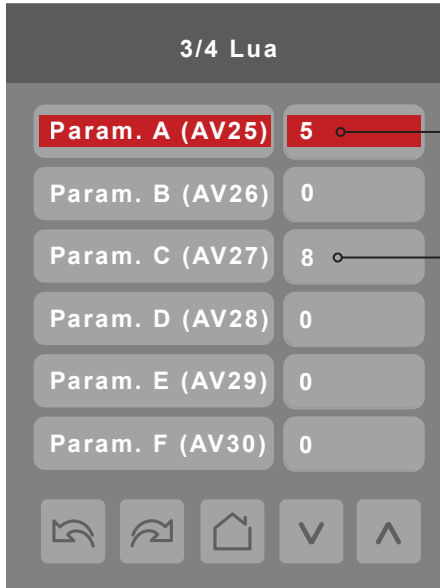 3/4 Lua
Param. A (AV25) 5
Param. B (AV26) 0
Param. C (AV27) 8
Param. D (AV28) 0
Param. E (AV29) 0
Param. F (AV30) 0